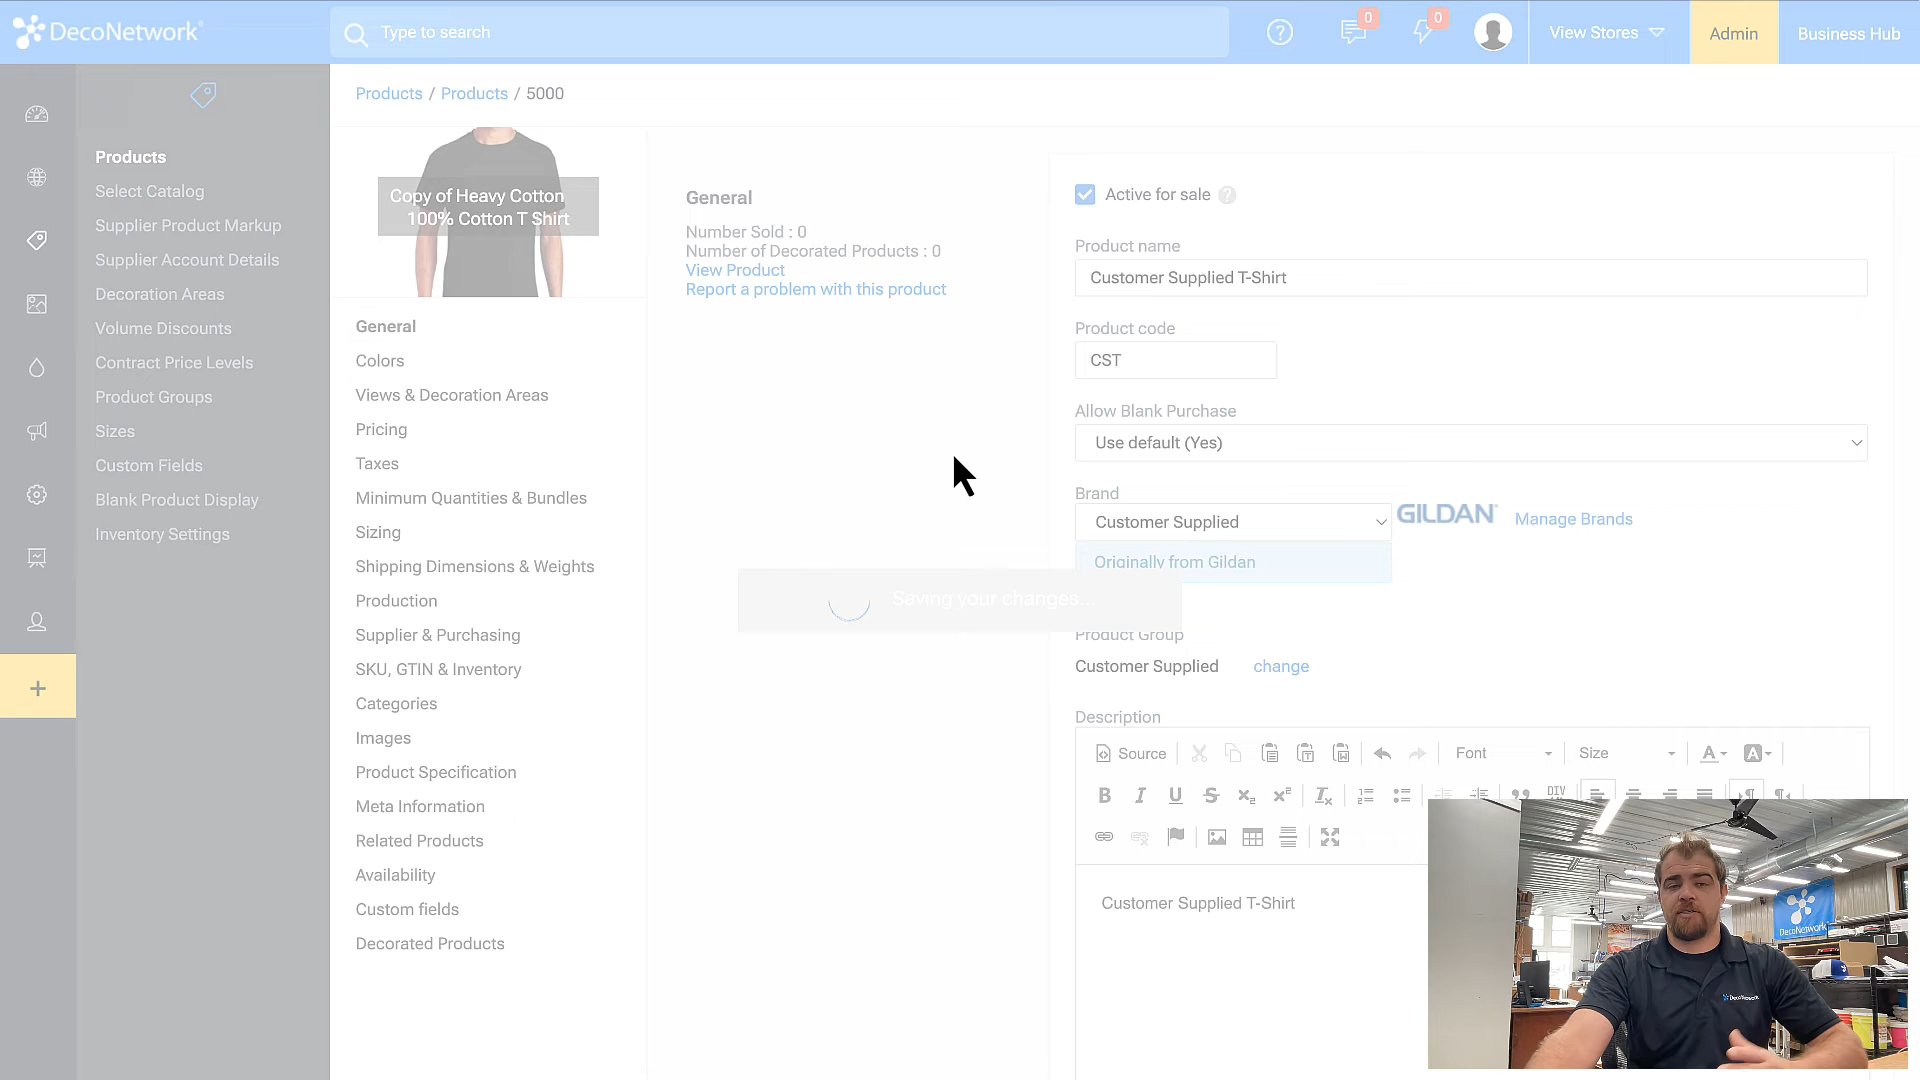 DecoNetwork
Type to search
0
0
View Stores
Admin
Business Hub
Products / Products / 5000
Products
Select Catalog
Supplier Product Markup
Supplier Account Details
Decoration Areas
Volume Discounts
Contract Price Levels
Product Groups
Sizes
Custom Fields
Blank Product Display
Inventory Settings
Copy of Heavy Cotton
100% Cotton T Shirt
General
Colors
Views & Decoration Areas
Pricing
Taxes
Minimum Quantities & Bundles
Sizing
Shipping Dimensions & Weights
Production
Supplier & Purchasing
SKU, GTIN & Inventory
Categories
Images
Product Specification
Meta Information
Related Products
Availability
Custom fields
Decorated Products
General
Number Sold : 0
Number of Decorated Products : 0
View Product
Report a problem with this product
Active for sale
Product name
Customer Supplied T-Shirt
Product code
CST
Allow Blank Purchase
Use default (Yes)
Brand
Customer Supplied
GILDAN
Manage Brands
Originally from Gildan
Saving your changes...
Product Group
Customer Supplied change
Description
Source
Font
Size
Customer Supplied T-Shirt
DecoNetwork
DecoNetwork